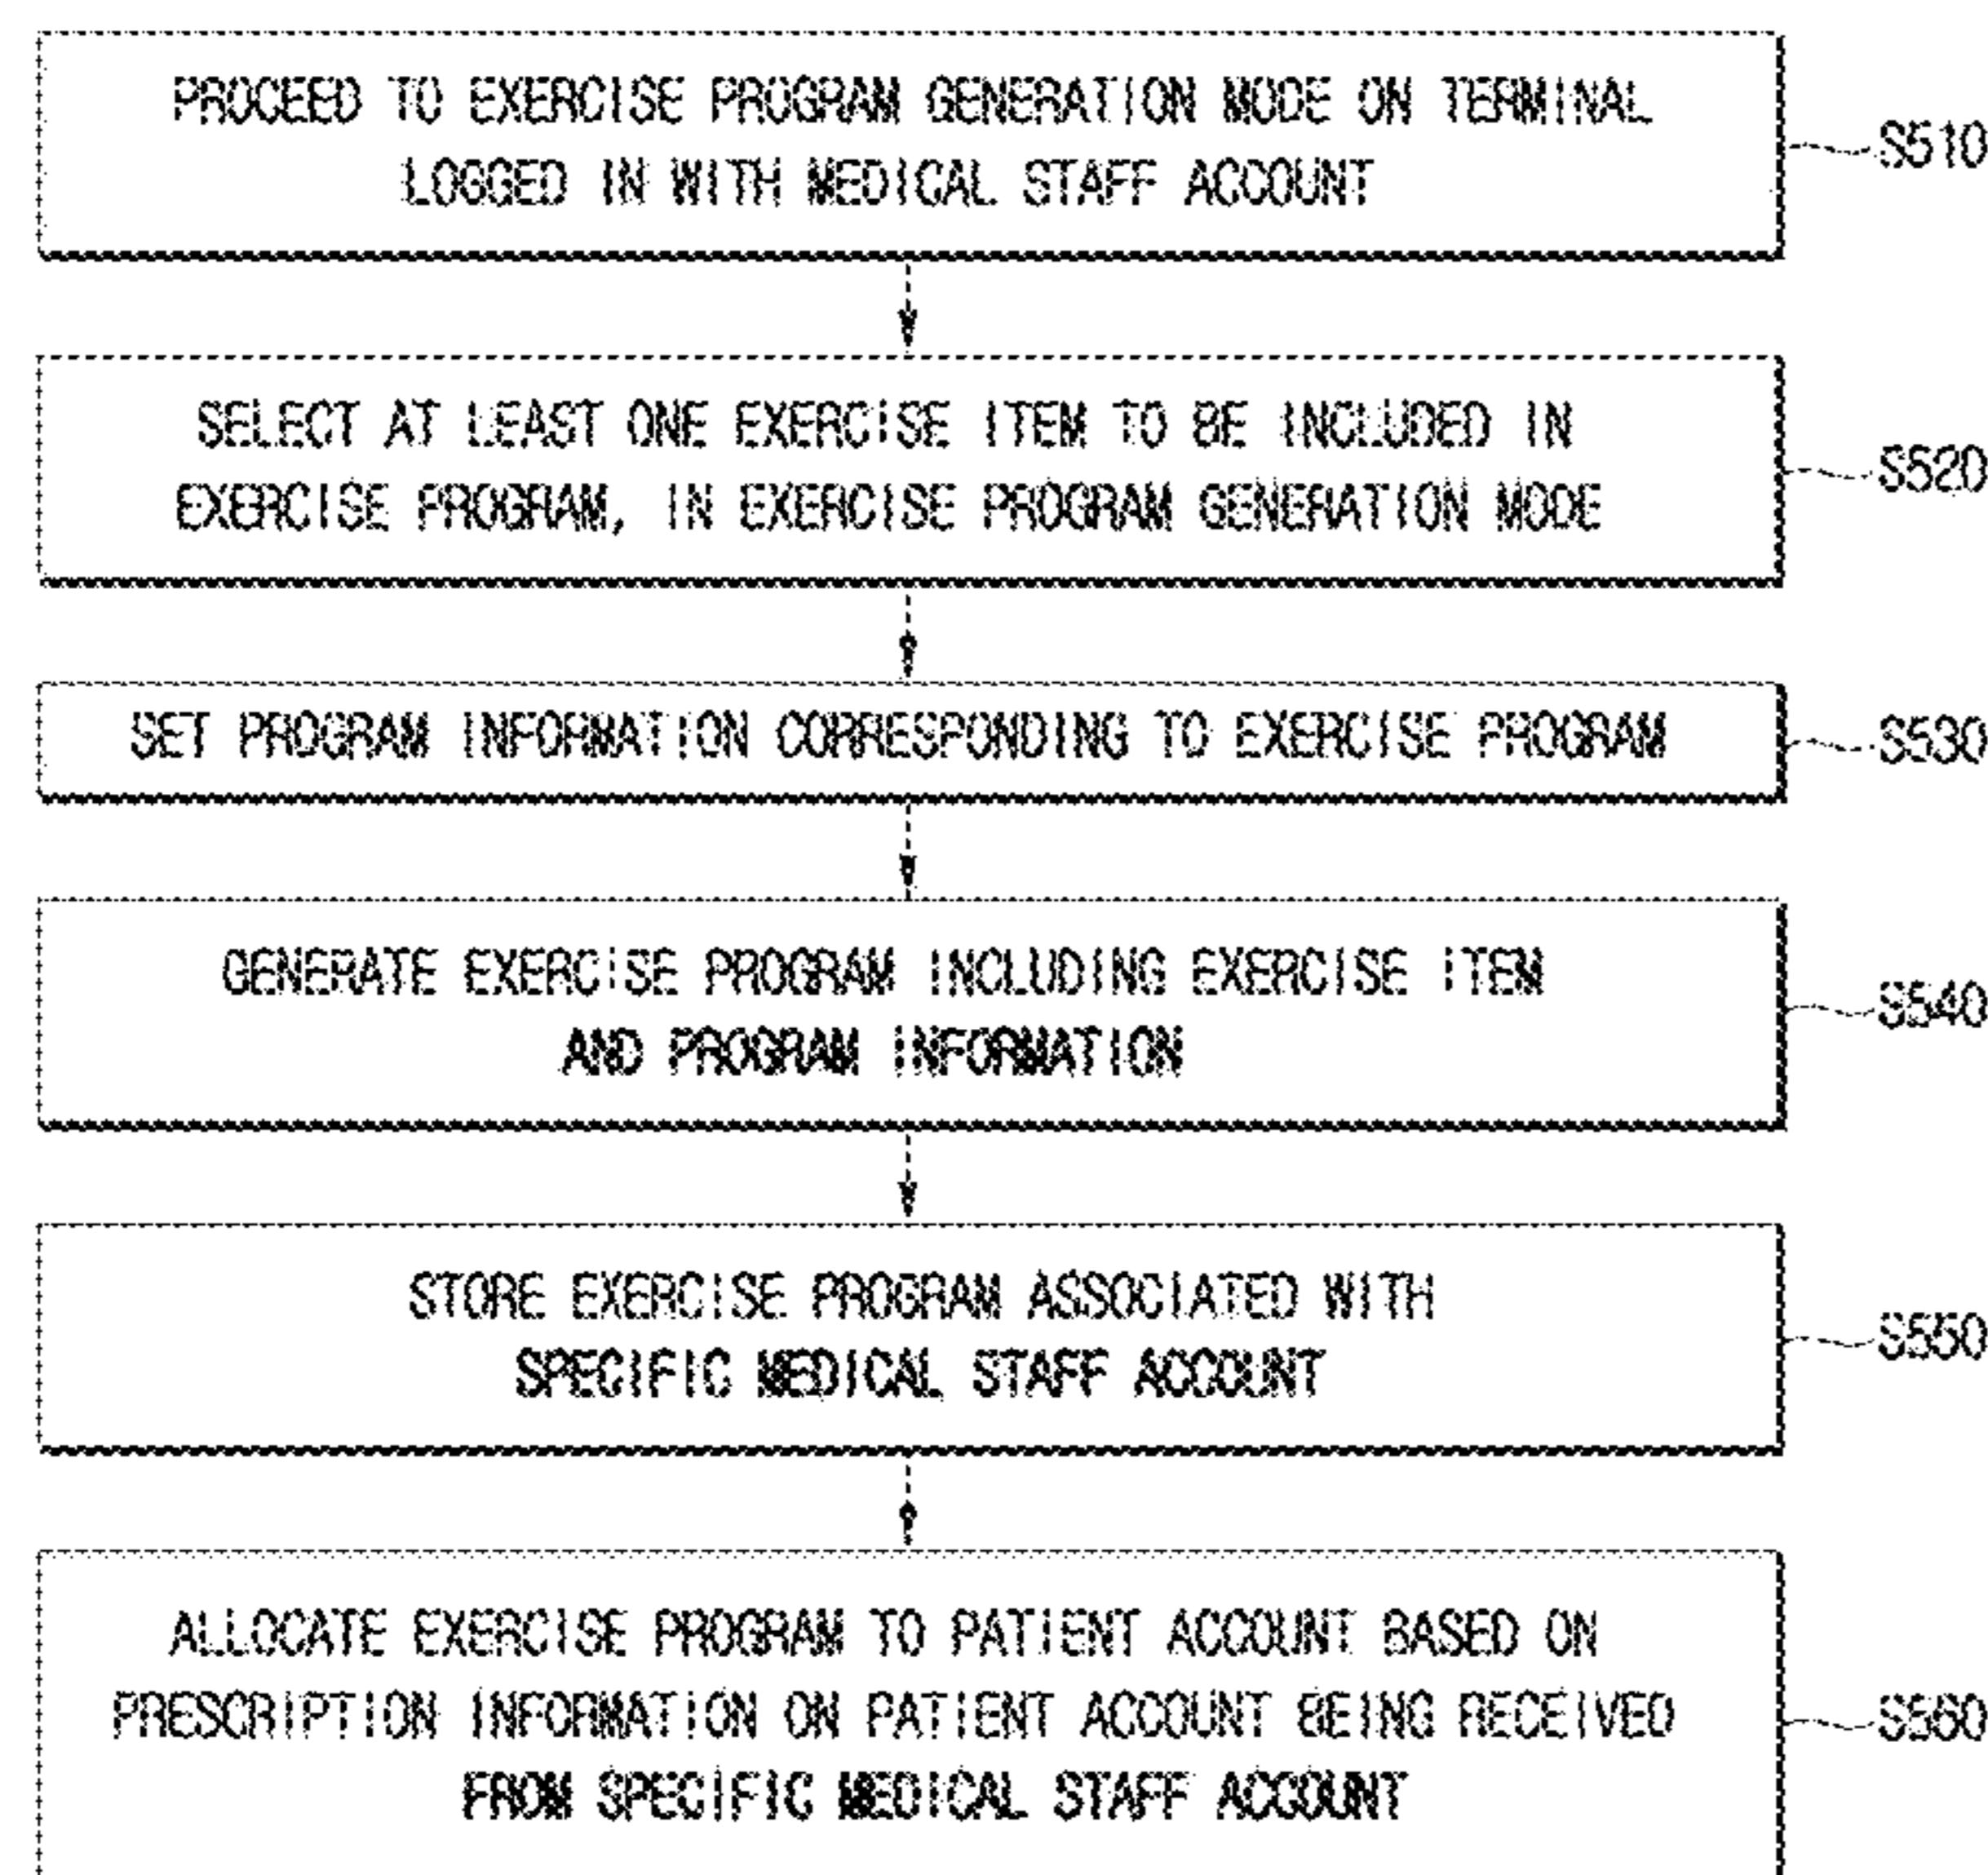 PROCEED TO EXERCISE PROGRAM GENERATION MODE ON TERMINAL
LOGGED IN WITH MEDICAL STAFF ACCOUNT
S510
SELECT AT LEAST ONE EXERCISE ITEM TO BE INCLUDED IN
EXERCISE PROGRAM, IN EXERCISE PROGRAM GENERATION MODE
S520
SET PROGRAM INFORMATION CORRESPONDING TO EXERCISE PROGRAM
S530
GENERATE EXERCISE PROGRAM INCLUDING EXERCISE ITEM
AND PROGRAM INFORMATION
S540
STORE EXERCISE PROGRAM ASSOCIATED WITH
SPECIFIC MEDICAL STAFF ACCOUNT
S550
ALLOCATE EXERCISE PROGRAM TO PATIENT ACCOUNT BASED ON
PRESCRIPTION INFORMATION ON PATIENT ACCOUNT BEING RECEIVED
FROM SPECIFIC MEDICAL STAFF ACCOUNT
S560